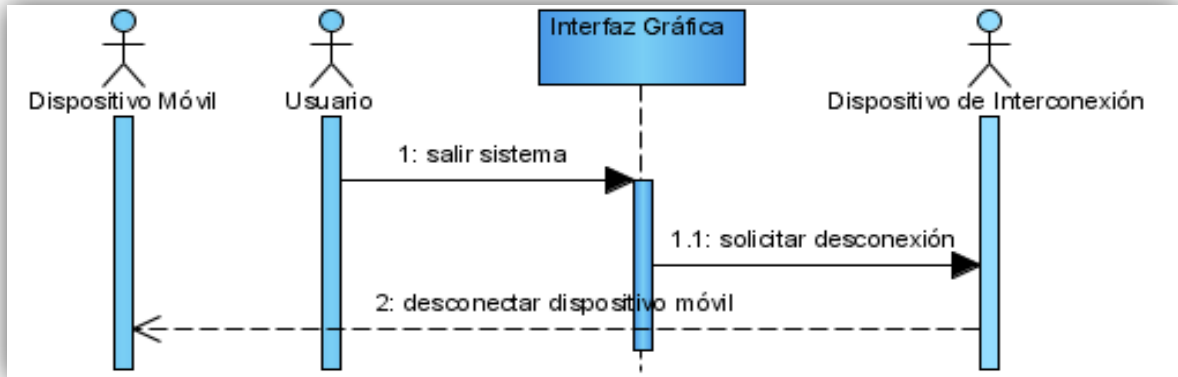 Interfaz Gráfica
Dispositivo Móvil
Usuario
Dispositivo de Interconexión
1: salir sistema
1.1: solicitar desconexión
2: desconectar dispositivo móvil